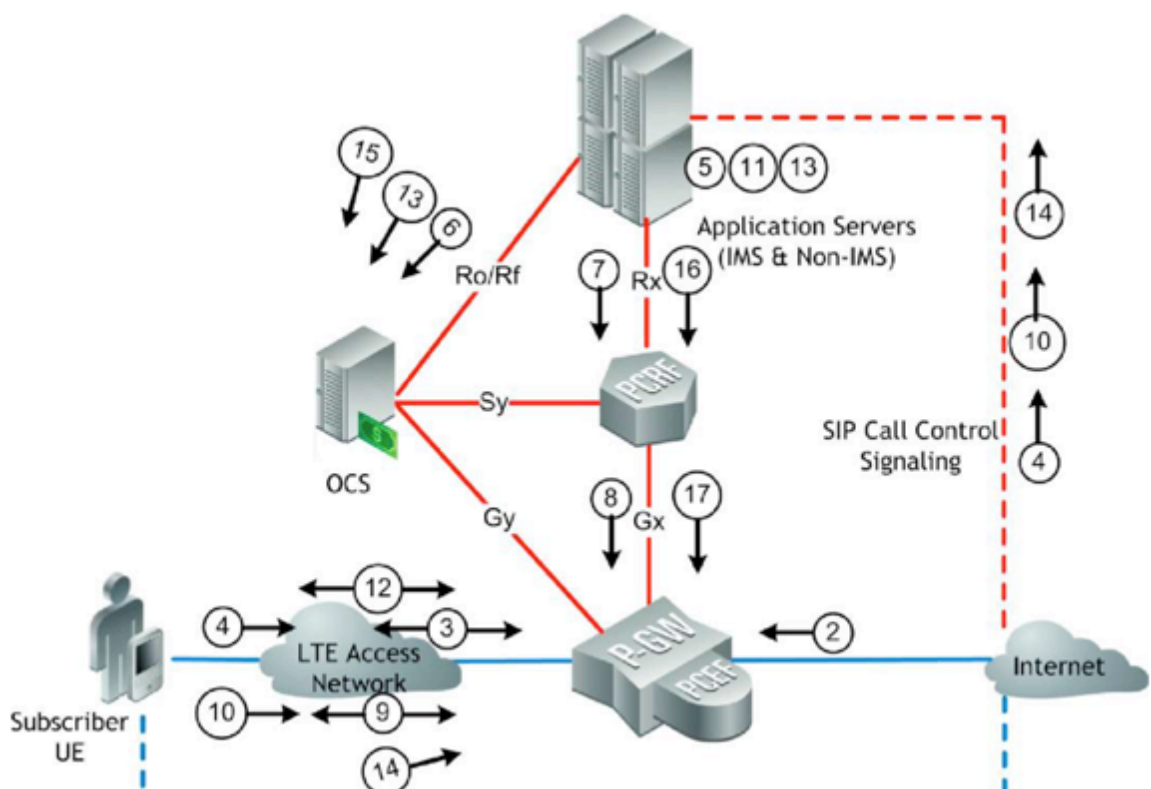 15
13
6
5 11 13
Application Servers
(IMS & Non-IMS)
14
Ro/Rf
7
Rx
16
10
PCRF
Sy
SIP Call Control
Signaling
4
$
OCS
Gy
8
Gx
17
12
4
3
2
LTE Access
Network
P-GW
PCEF
Internet
Subscriber
UE
10
9
14